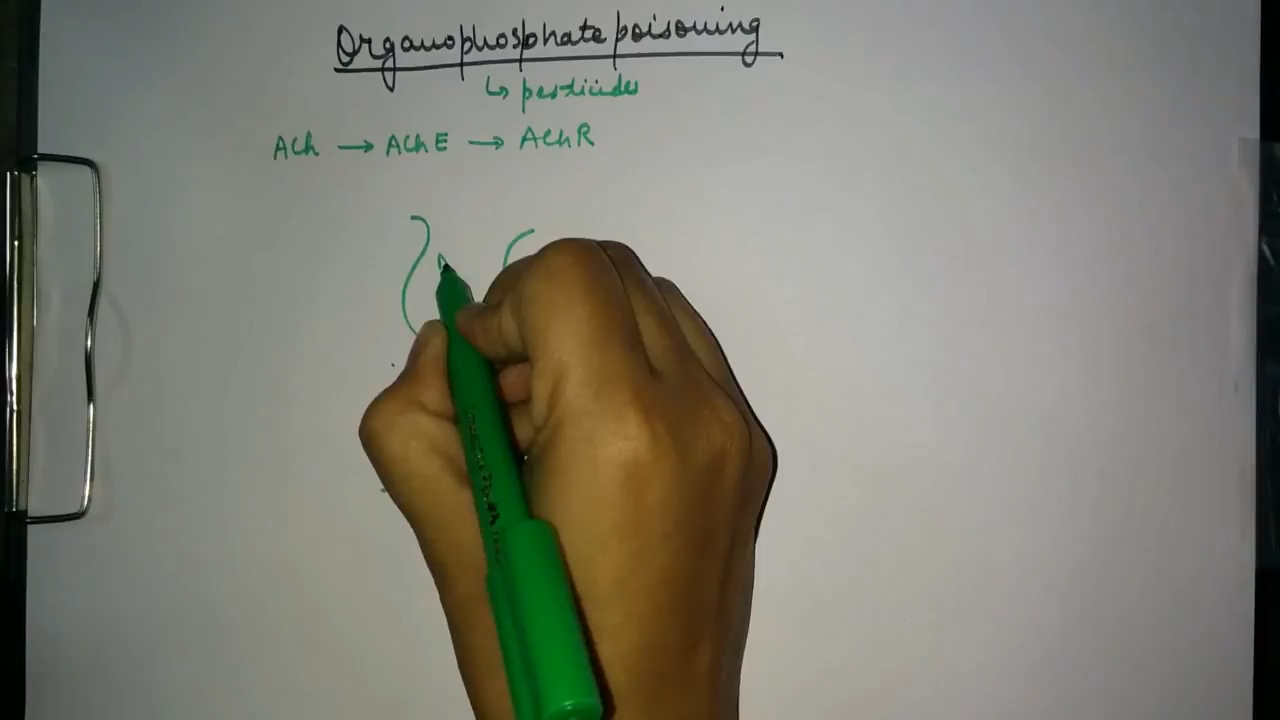 Organophosphate poisoning
↳ pesticides
ACh → AChE → AChR